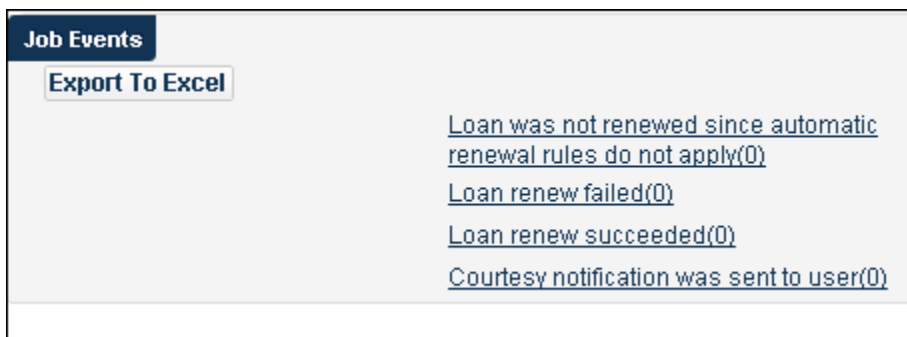 Job Events
Export To Excel
Loan was not renewed since automatic
renewal rules do not apply(0)
Loan renew failed(0)
Loan renew succeeded(0)
Courtesy notification was sent to user(0)